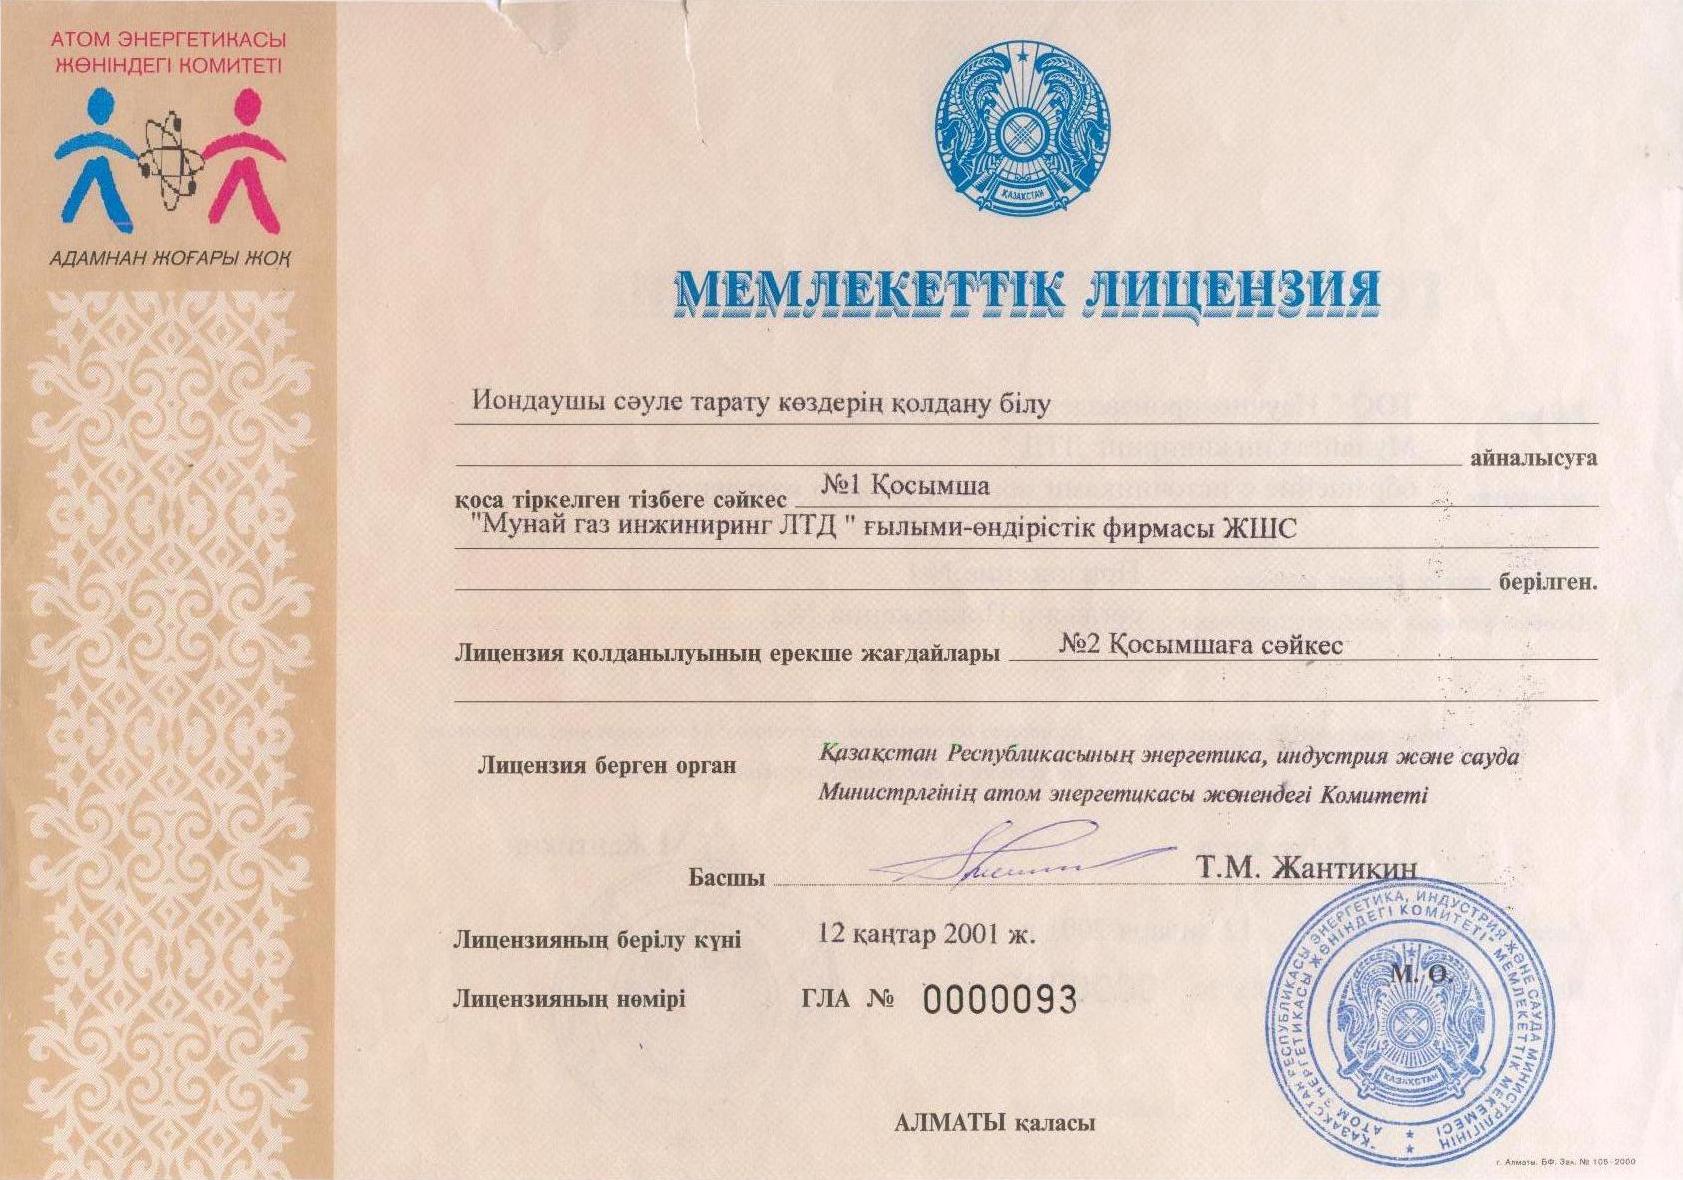 АТОМ ЭНЕРГЕТИКАСЫ
ЖӨНІНДЕГІ КОМИТЕТІ
АДАМНАН ЖОҒАРЫ ЖОҚ
ҚАЗАҚСТАН
МЕМЛЕКЕТТІК ЛИЦЕНЗИЯ
Иондаушы сәуле тарату көздерің қолдану білу
айналысуға
қоса тіркелген тізбеге сәйкес №1 Қосымша
"Мунай газ инжиниринг ЛТД " ғылыми-өндірістік фирмасы ЖШС
берілген.
Лицензия қолданылуының ерекше жағдайлары №2 Қосымшаға сәйкес
Лицензия берген орган Қазақстан Республикасының энергетика, индустрия және сауда
Министрлгінің атом энергетикасы жөнендегі Комитеті
Басшы Т.М. Жантикин
Лицензияның берілу күні 12 қаңтар 2001 ж.
Лицензияның нөмірі ГЛА № 0000093
М. О.
ҚАЗАҚСТАН РЕСПУБЛИКАСЫ ЭНЕРГЕТИКА, ИНДУСТРИЯ ЖӘНЕ САУДА МИНИСТРЛІГІНІҢ
АТОМ ЭНЕРГЕТИКАСЫ ЖӨНІНДЕГІ КОМИТЕТІ" МЕМЛЕКЕТТІК МЕКЕМЕСІ
ҚАЗАҚСТАН
АЛМАТЫ қаласы
г. Алматы. БФ. Зак. № 105 - 2000